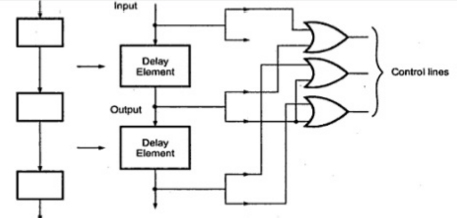 Input
Delay
Element
Control lines
Output
Delay
Element